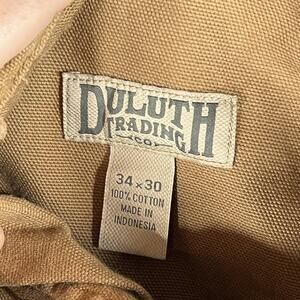 DULUTH
TRADING
CO
34 x 30
100% COTTON
MADE IN
INDONESIA